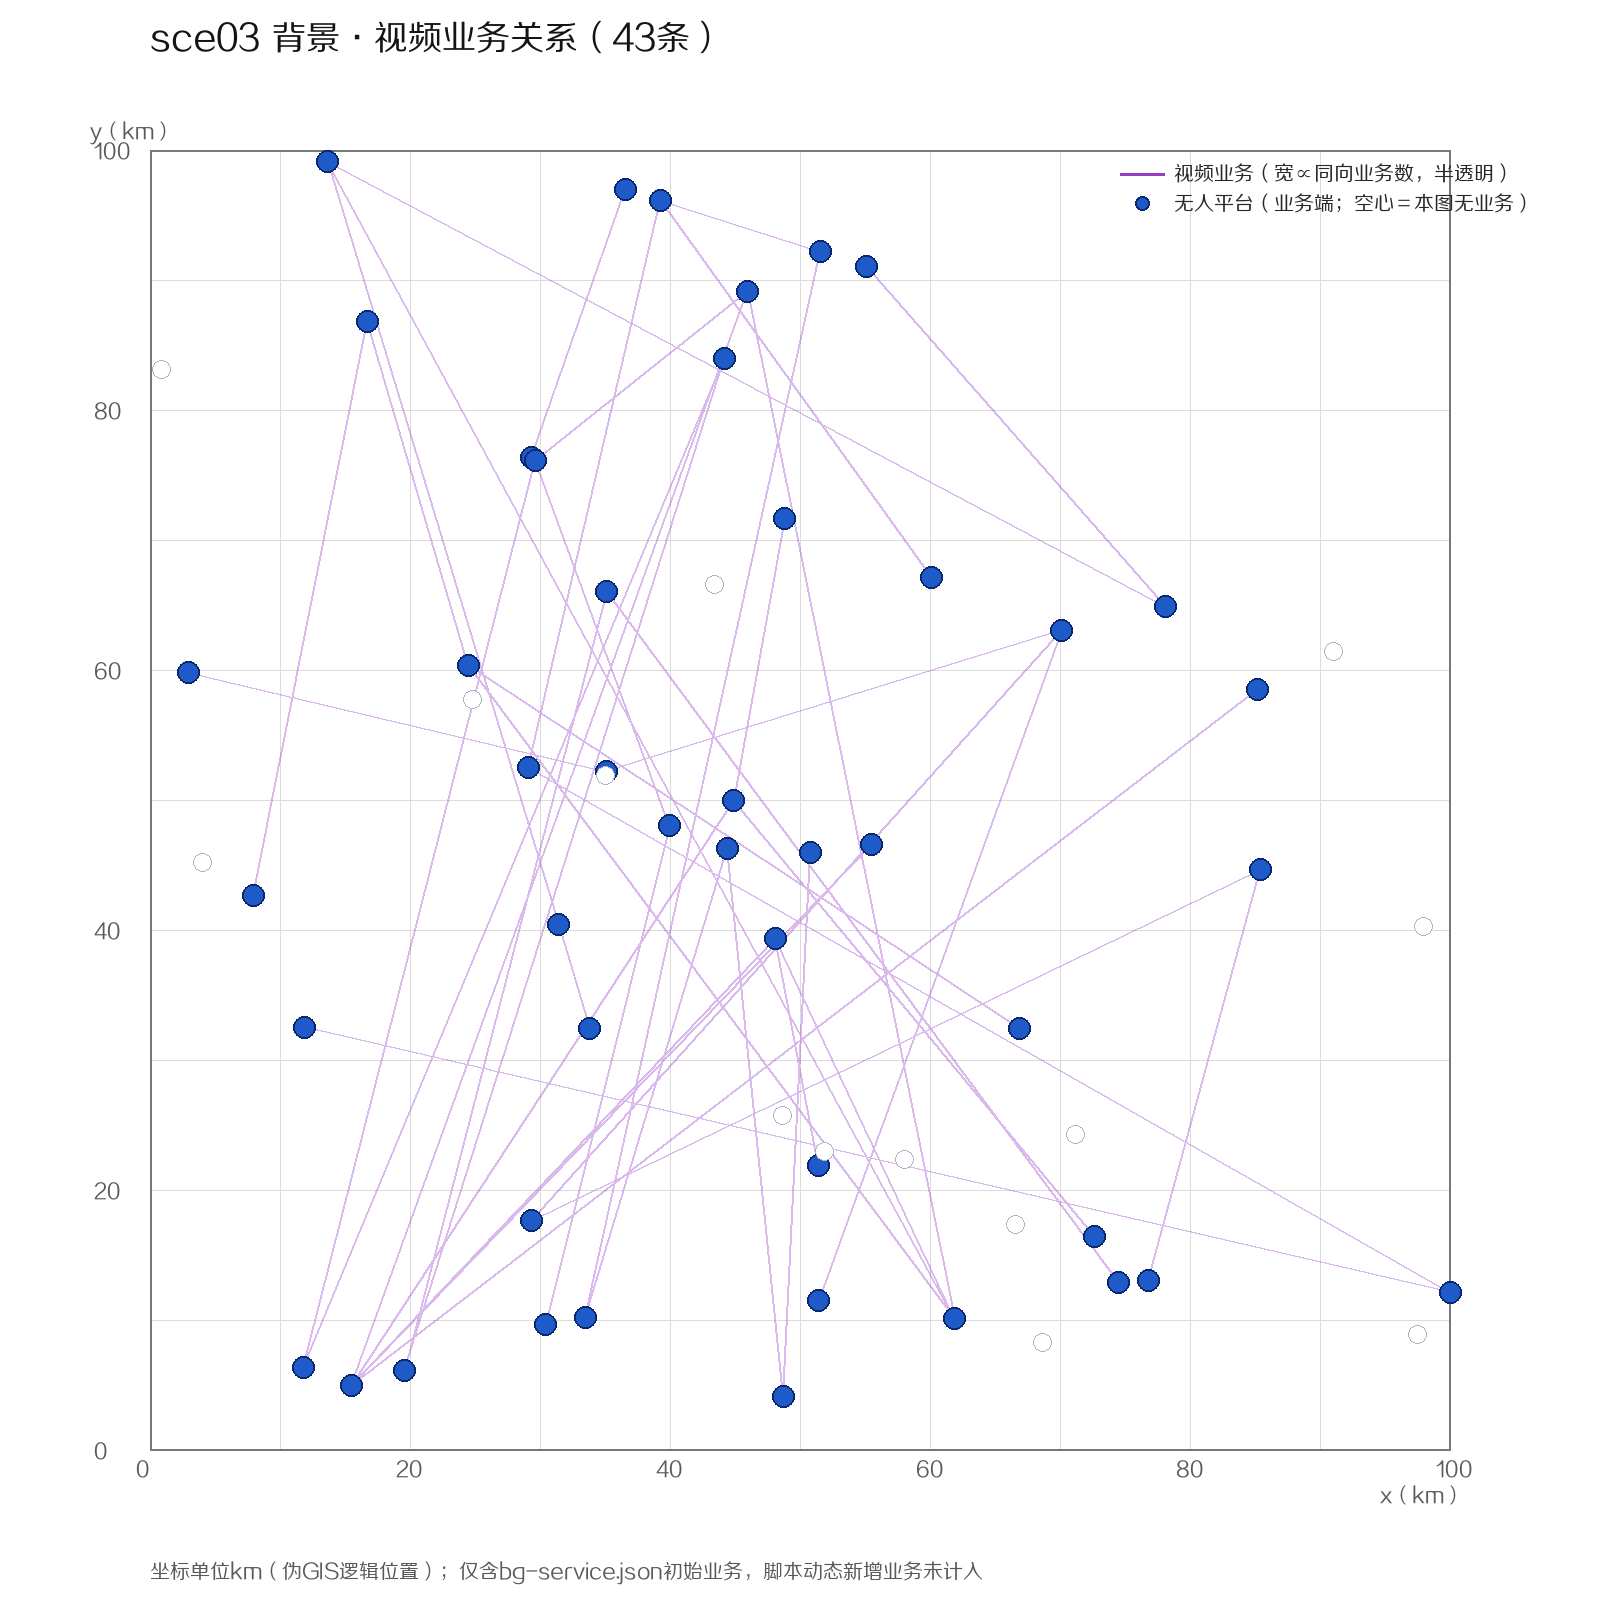 sce03 背景·视频业务关系（43条）
y（km）
100
视频业务（宽∝同向业务数，半透明）
无人平台（业务端；空心=本图无业务）
80
60
40
20
0
0 20 40 60 80 100
x（km）
坐标单位km（伪GIS逻辑位置）；仅含bg-service.json初始业务，脚本动态新增业务未计入